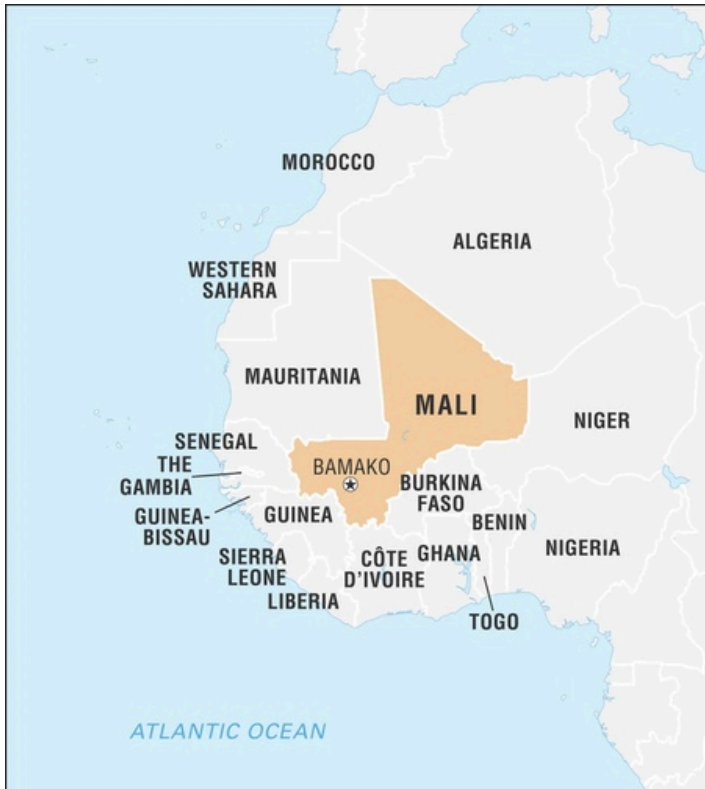 MOROCCO
ALGERIA
WESTERN
SAHARA
MAURITANIA
MALI
NIGER
SENEGAL
THE
GAMBIA
BAMAKO
BURKINA
FASO
GUINEA-
BISSAU
GUINEA
BENIN
NIGERIA
SIERRA
LEONE
CÔTE
D'IVOIRE
GHANA
LIBERIA
TOGO
ATLANTIC OCEAN